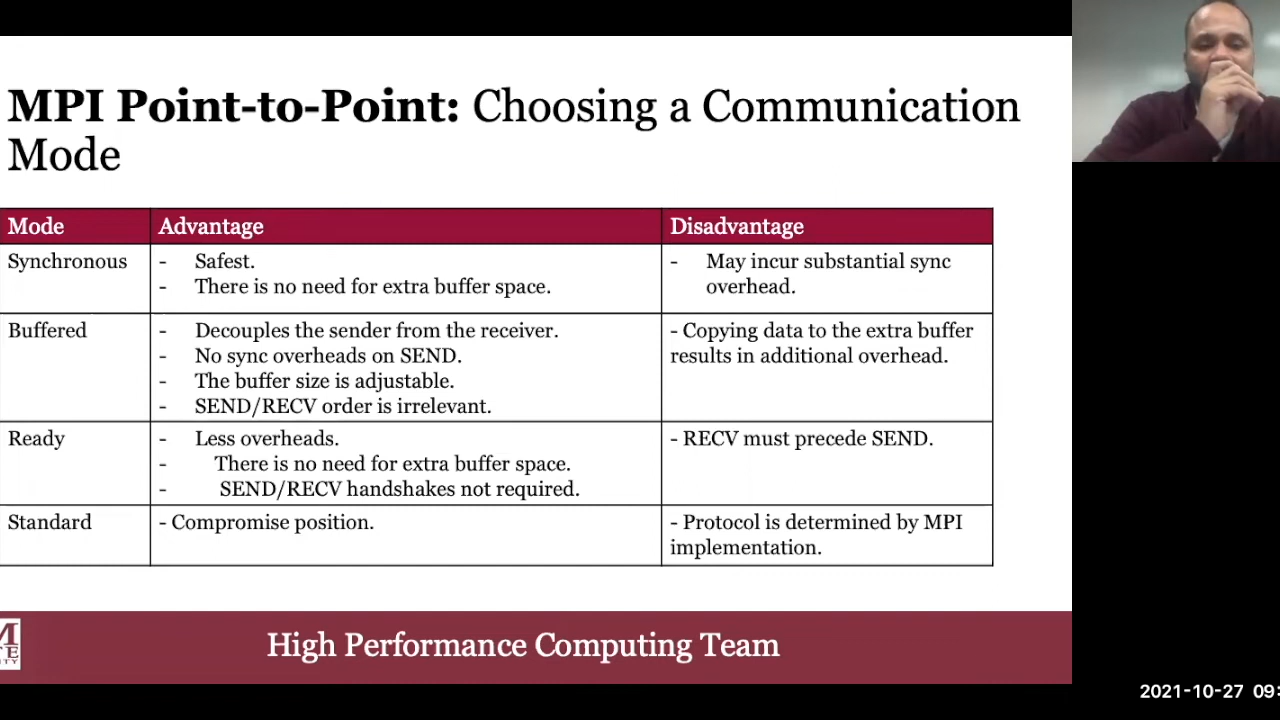 MPI Point-to-Point: Choosing a Communication
Mode
Mode Advantage Disadvantage
Synchronous
- Safest.
- There is no need for extra buffer space.
- May incur substantial sync
overhead.
Buffered
- Decouples the sender from the receiver.
- No sync overheads on SEND.
- The buffer size is adjustable.
- SEND/RECV order is irrelevant.
- Copying data to the extra buffer
results in additional overhead.
Ready
- Less overheads.
- There is no need for extra buffer space.
- SEND/RECV handshakes not required.
- RECV must precede SEND.
Standard
- Compromise position.
- Protocol is determined by MPI
implementation.
High Performance Computing Team
2021-10-27 09: